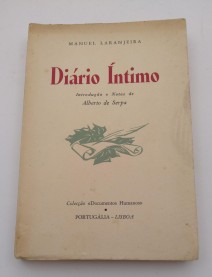 MANUEL LARANJEIRA
Diário Íntimo
Introdução e Notas de
Alberto de Serpa
Colecção «Documentos Humanos»
PORTUGÁLIA - LISBOA